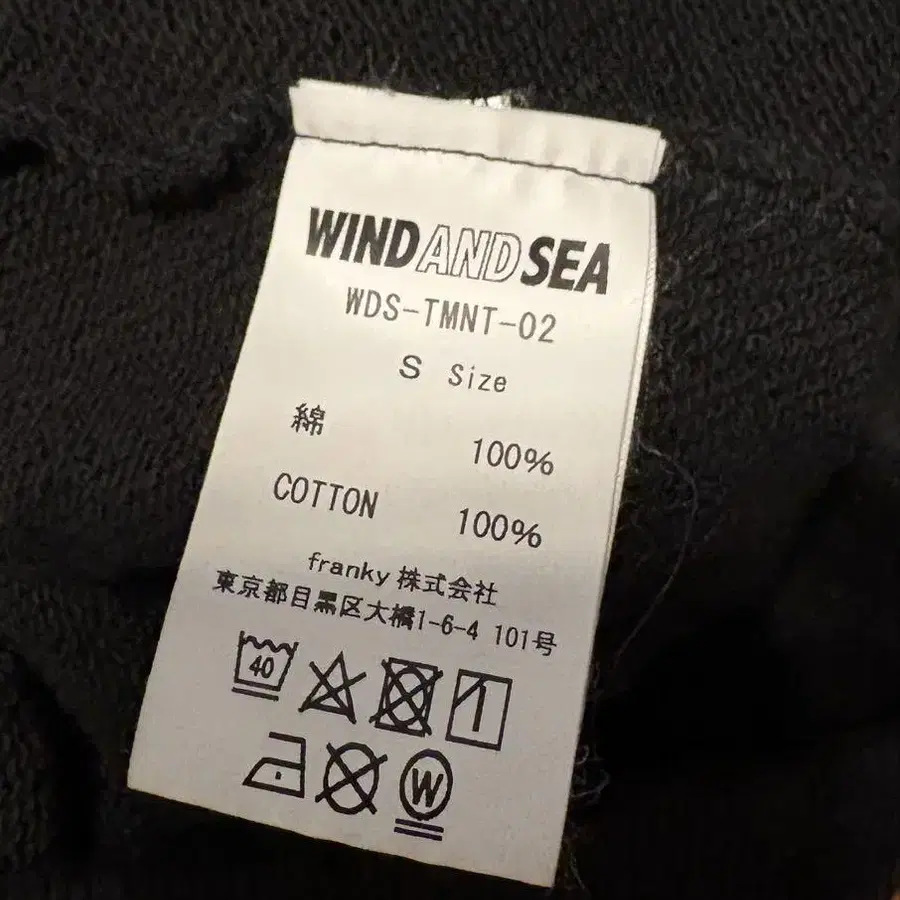 WINDANDSEA
WDS-TMNT-02
S Size
綿 100%
COTTON 100%
franky 株式会社
東京都目黒区大橋1-6-4 101号
40
W